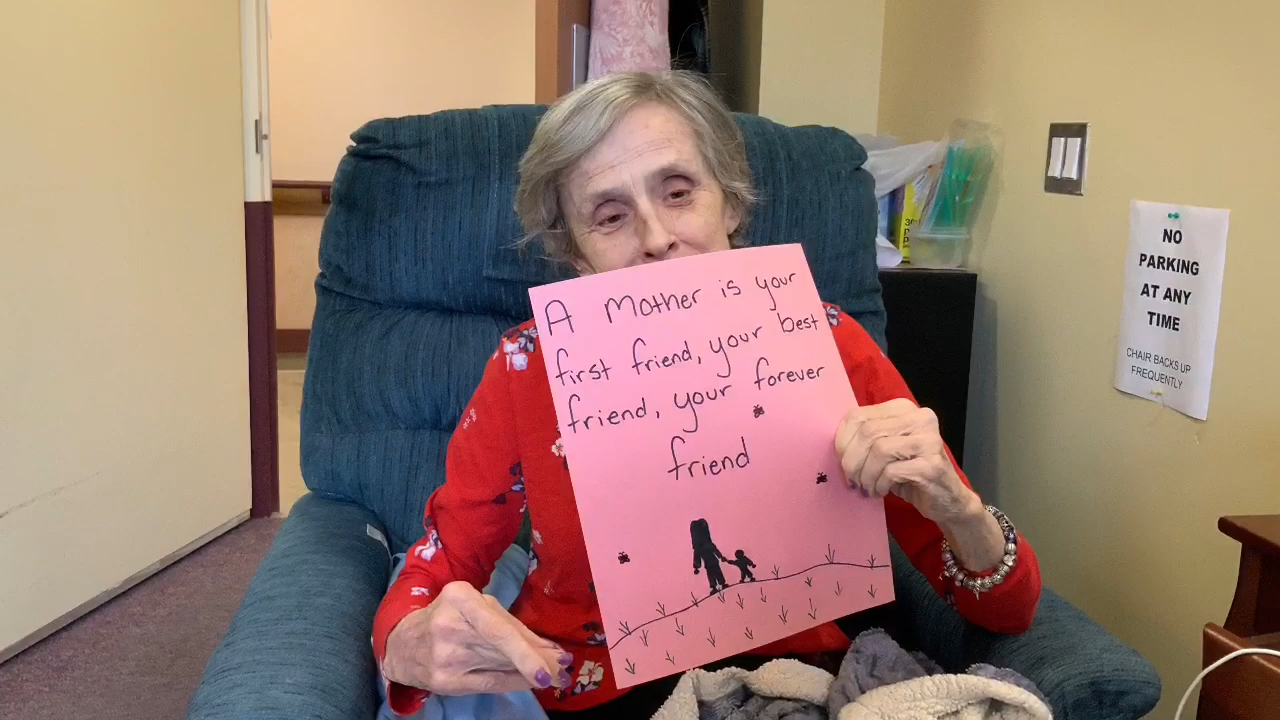 A Mother is your
first friend, your best
friend, your forever
friend
NO
PARKING
AT ANY
TIME
CHAIR BACKS UP
FREQUENTLY